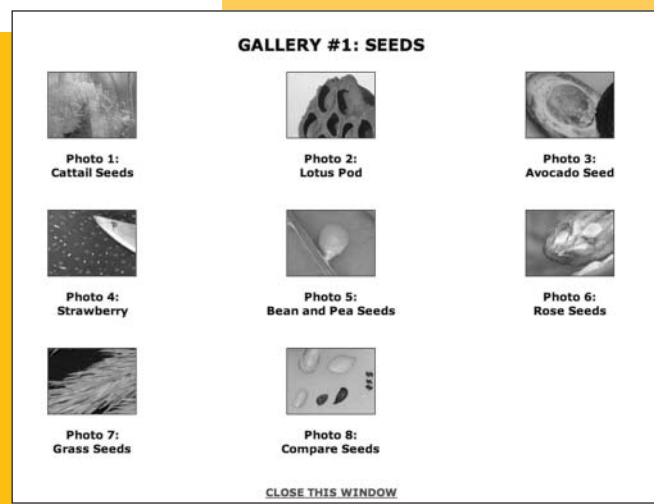 GALLERY #1: SEEDS
Photo 1:
Cattail Seeds
Photo 2:
Lotus Pod
Photo 3:
Avocado Seed
Photo 4:
Strawberry
Photo 5:
Bean and Pea Seeds
Photo 6:
Rose Seeds
Photo 7:
Grass Seeds
Photo 8:
Compare Seeds
CLOSE THIS WINDOW